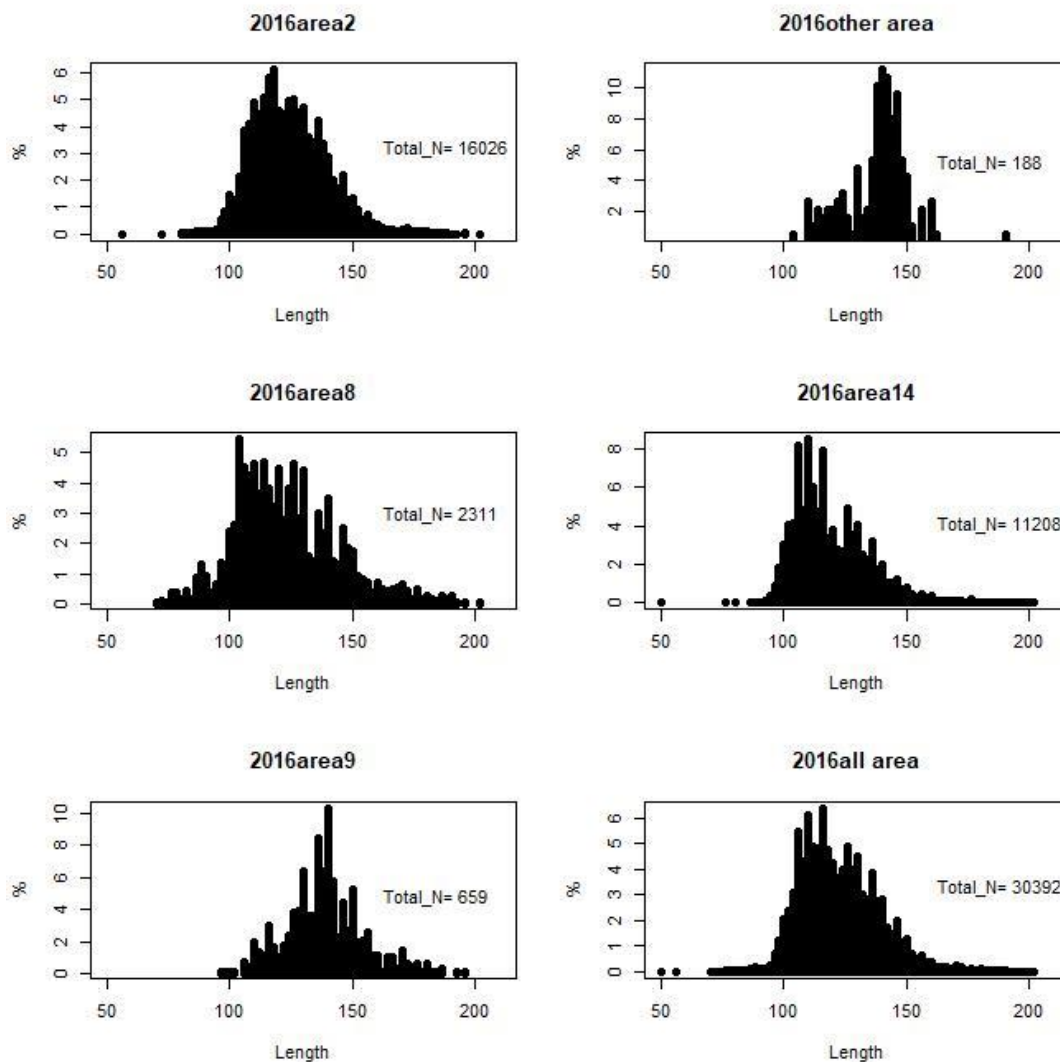 2016area2
%
0 1 2 3 4 5 6
Total_N= 16026
50 100 150 200
Length
2016other area
%
2 4 6 8 10
Total_N= 188
50 100 150 200
Length
2016area8
%
0 1 2 3 4 5
Total_N= 2311
50 100 150 200
Length
2016area14
%
0 2 4 6 8
Total_N= 11208
50 100 150 200
Length
2016area9
%
0 2 4 6 8 10
Total_N= 659
50 100 150 200
Length
2016all area
%
0 1 2 3 4 5 6
Total_N= 30392
50 100 150 200
Length